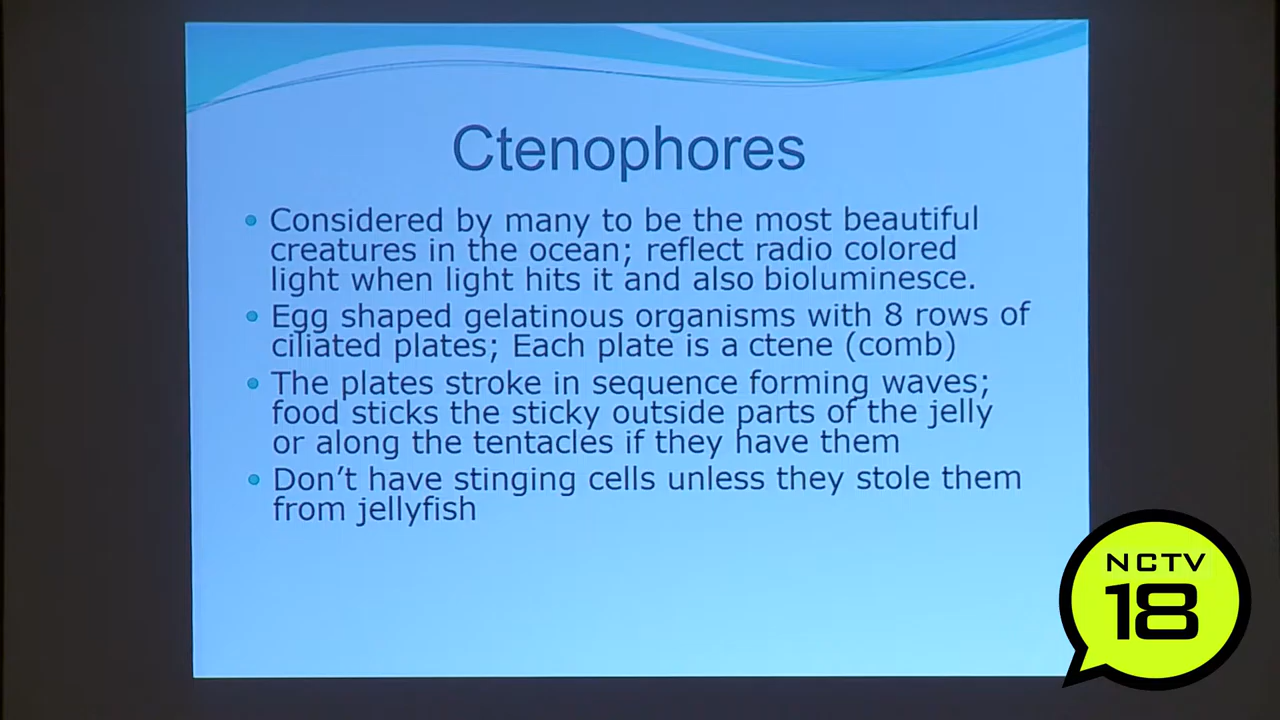 Ctenophores
Considered by many to be the most beautiful
creatures in the ocean; reflect radio colored
light when light hits it and also bioluminesce.
Egg shaped gelatinous organisms with 8 rows of
ciliated plates; Each plate is a ctene (comb)
The plates stroke in sequence forming waves;
food sticks the sticky outside parts of the jelly
or along the tentacles if they have them
Don't have stinging cells unless they stole them
from jellyfish
NCTV
18